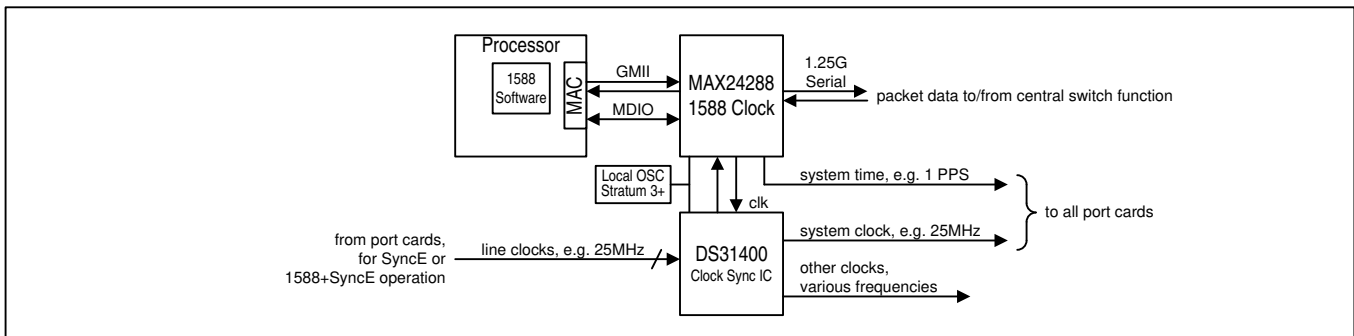 Processor
1588
Software
MAC
GMII
MDIO
MAX24288
1588 Clock
1.25G
Serial
packet data to/from central switch function
Local OSC
Stratum 3+
clk
system time, e.g. 1 PPS
system clock, e.g. 25MHz
to all port cards
from port cards,
for SyncE or
1588+SyncE operation
line clocks, e.g. 25MHz
DS31400
Clock Sync IC
other clocks,
various frequencies